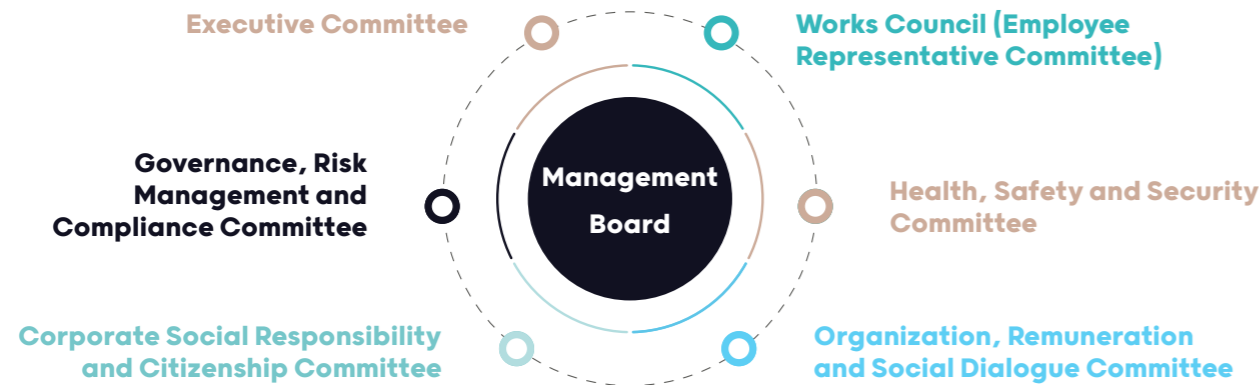 Executive Committee
Works Council (Employee
Representative Committee)
Governance, Risk
Management and
Compliance Committee
Management
Board
Health, Safety and Security
Committee
Corporate Social Responsibility
and Citizenship Committee
Organization, Remuneration
and Social Dialogue Committee